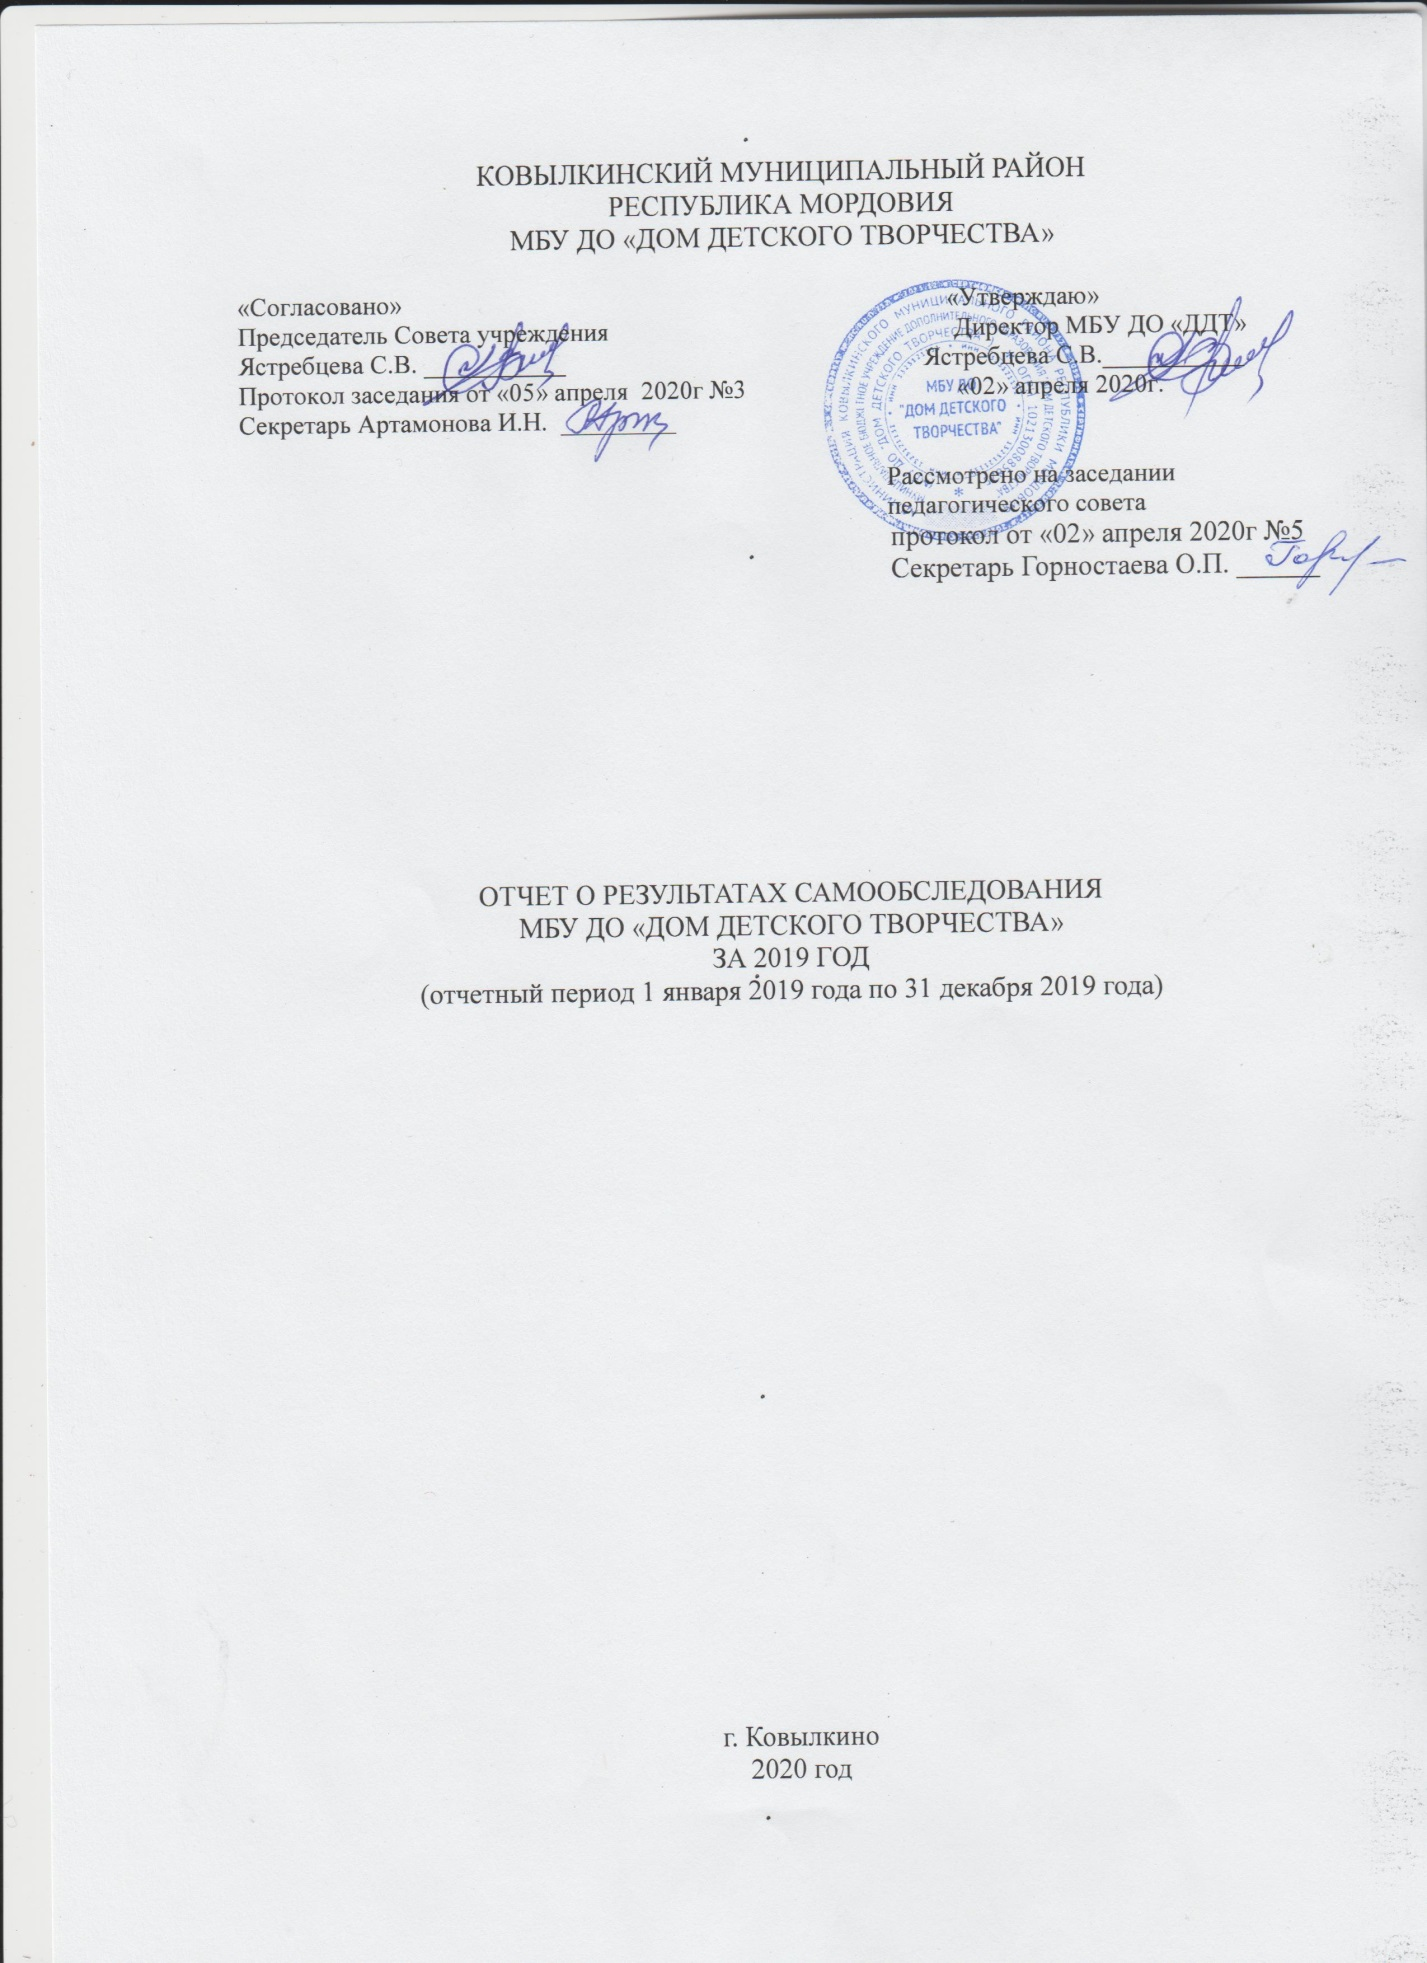 КОВЫЛКИНСКИЙ МУНИЦИПАЛЬНЫЙ РАЙОН
РЕСПУБЛИКА МОРДОВИЯ
МБУ ДО «ДОМ ДЕТСКОГО ТВОРЧЕСТВА»
«Согласовано»
Председатель Совета учреждения
Ястребцева С.В. ___________
Протокол заседания от «05» апреля 2020г №3
Секретарь Артамонова И.Н. _________
«Утверждаю»
Директор МБУ ДО «ДДТ»
Ястребцева С.В.___________
«02» апреля 2020г.
МБУ ДО
"ДОМ ДЕТСКОГО
ТВОРЧЕСТВА"
Рассмотрено на заседании
педагогического совета
протокол от «02» апреля 2020г №5
Секретарь Горностаева О.П. ______
ОТЧЕТ О РЕЗУЛЬТАТАХ САМООБСЛЕДОВАНИЯ
МБУ ДО «ДОМ ДЕТСКОГО ТВОРЧЕСТВА»
ЗА 2019 ГОД
(отчетный период 1 января 2019 года по 31 декабря 2019 года)
г. Ковылкино
2020 год